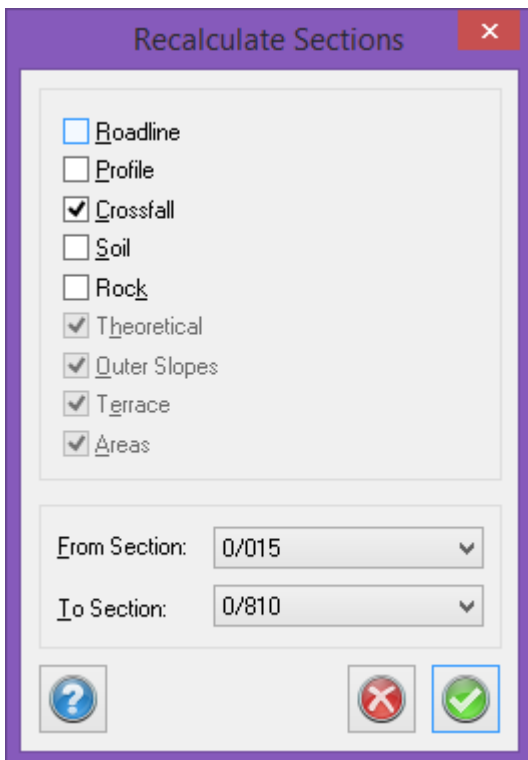 Recalculate Sections
Roadline
Profile
Crossfall
Soil
Rock
Theoretical
Outer Slopes
Terrace
Areas
From Section: 0/015
To Section: 0/810